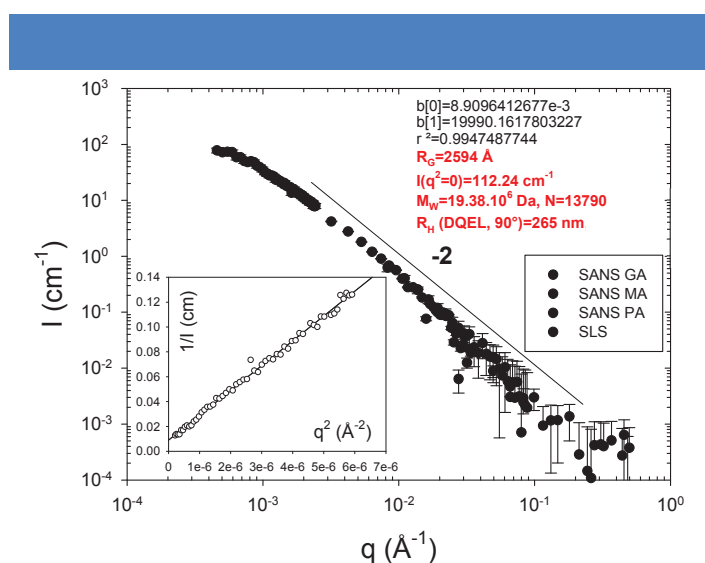 10³
10²
10¹
10⁰
10⁻¹
10⁻²
10⁻³
10⁻⁴
I (cm⁻¹)
b[0]=8.9096412677e-3
b[1]=19990.1617803227
r ²=0.9947487744
R_G=2594 Å
I(q²=0)=112.24 cm⁻¹
M_W=19.38.10⁶ Da, N=13790
R_H (DQEL, 90°)=265 nm
-2
SANS GA
SANS MA
SANS PA
SLS
0.14
0.12
0.10
0.08
0.06
0.04
0.02
0.00
1/I (cm)
q² (Å⁻²)
0 1e-6 2e-6 3e-6 4e-6 5e-6 6e-6 7e-6
10⁻⁴ 10⁻³ 10⁻² 10⁻¹ 10⁰
q (Å⁻¹)